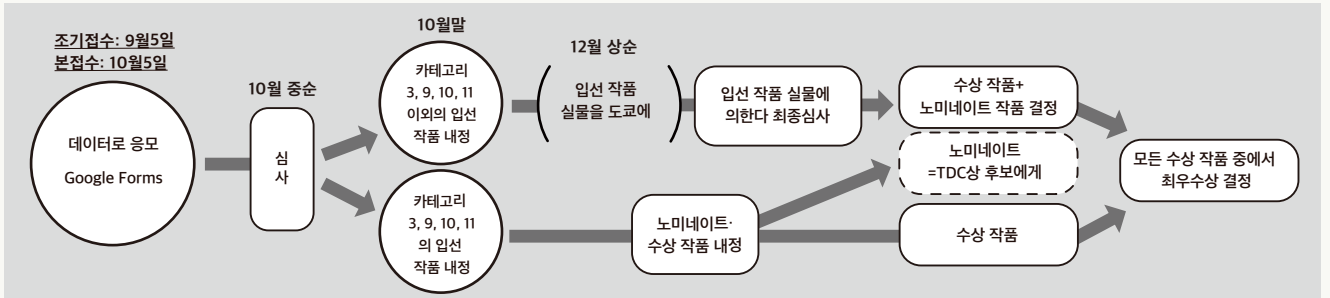 조기접수: 9월5일
본접수: 10월5일
데이터로 응모
Google Forms
10월 중순
심
사
10월말
카테고리
3, 9, 10, 11
이외의 입선
작품 내정
카테고리
3, 9, 10, 11
의 입선
작품 내정
12월 상순
입선 작품
실물을 도쿄에
입선 작품 실물에
의한다 최종심사
노미네이트·
수상 작품 내정
수상 작품+
노미네이트 작품 결정
노미네이트
=TDC상 후보에게
수상 작품
모든 수상 작품 중에서
최우수상 결정